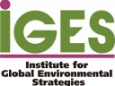 iGES
Institute for
Global Environmental
Strategies